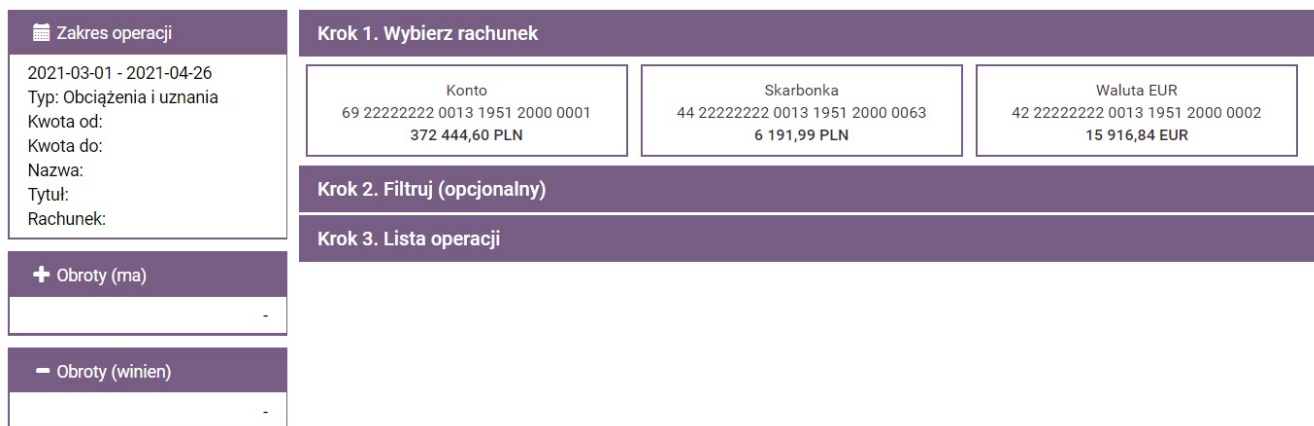 Zakres operacji
2021-03-01 - 2021-04-26
Typ: Obciążenia i uznania
Kwota od:
Kwota do:
Nazwa:
Tytuł:
Rachunek:
Obroty (ma)
-
Obroty (winien)
-
Krok 1. Wybierz rachunek
Konto
69 22222222 0013 1951 2000 0001
372 444,60 PLN
Skarbonka
44 22222222 0013 1951 2000 0063
6 191,99 PLN
Waluta EUR
42 22222222 0013 1951 2000 0002
15 916,84 EUR
Krok 2. Filtruj (opcjonalny)
Krok 3. Lista operacji